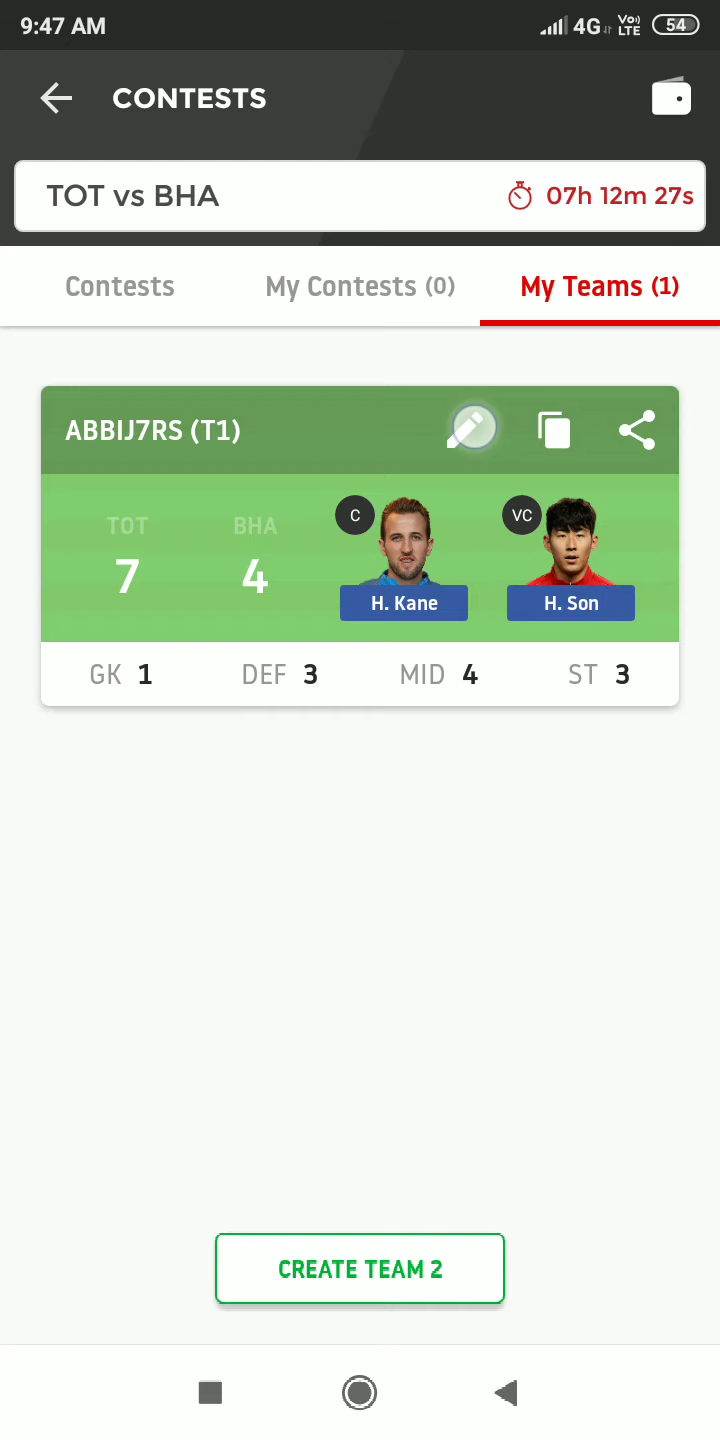 9:47 AM 4G Vo) LTE 54
CONTESTS
TOT vs BHA 07h 12m 27s
Contests My Contests (0) My Teams (1)
ABBIJ7RS (T1)
TOT BHA C VC
7 4
H. Kane H. Son
GK 1 DEF 3 MID 4 ST 3
CREATE TEAM 2